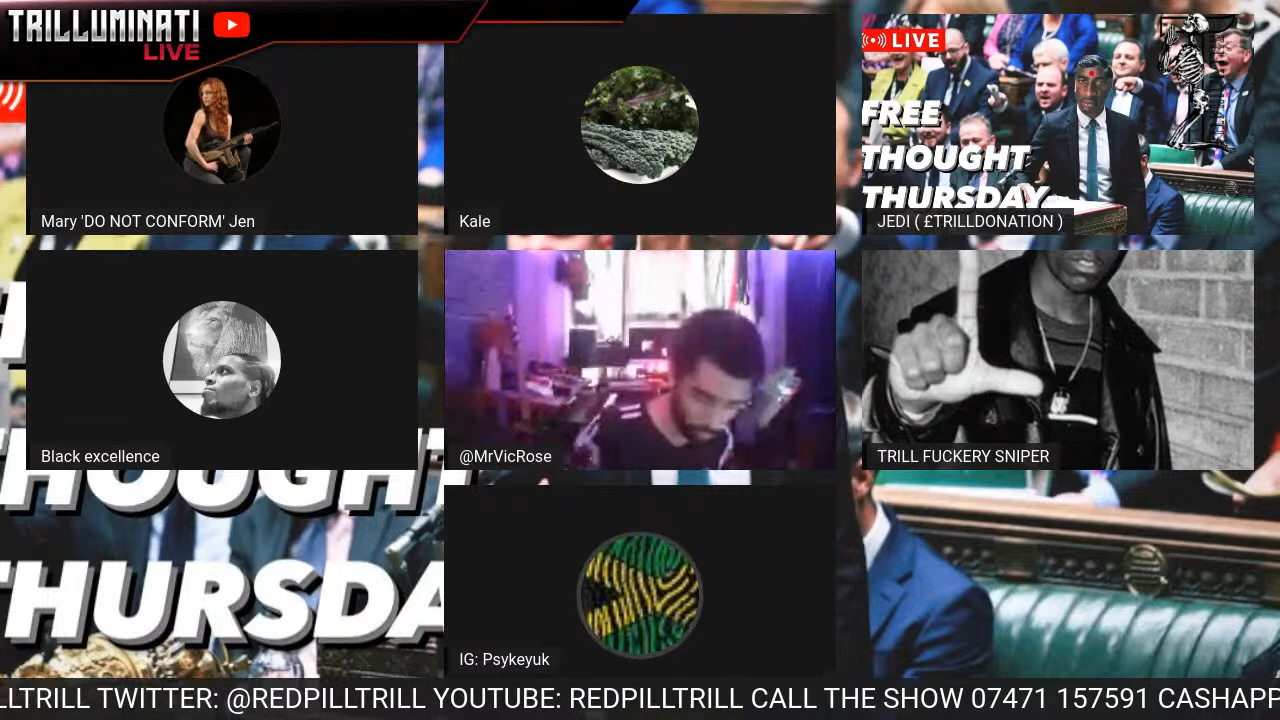 TRILLUMINATI
LIVE
LIVE
FREE
THOUGHT
THURSDAY
Mary 'DO NOT CONFORM' Jen
Kale
JEDI ( £TRILLDONATION )
Black excellence
@MrVicRose
TRILL FUCKERY SNIPER
THOUGHT
THURSDA
IG: Psykeyuk
LLTRILL TWITTER: @REDPILLTRILL YOUTUBE: REDPILLTRILL CALL THE SHOW 07471 157591 CASHAPP